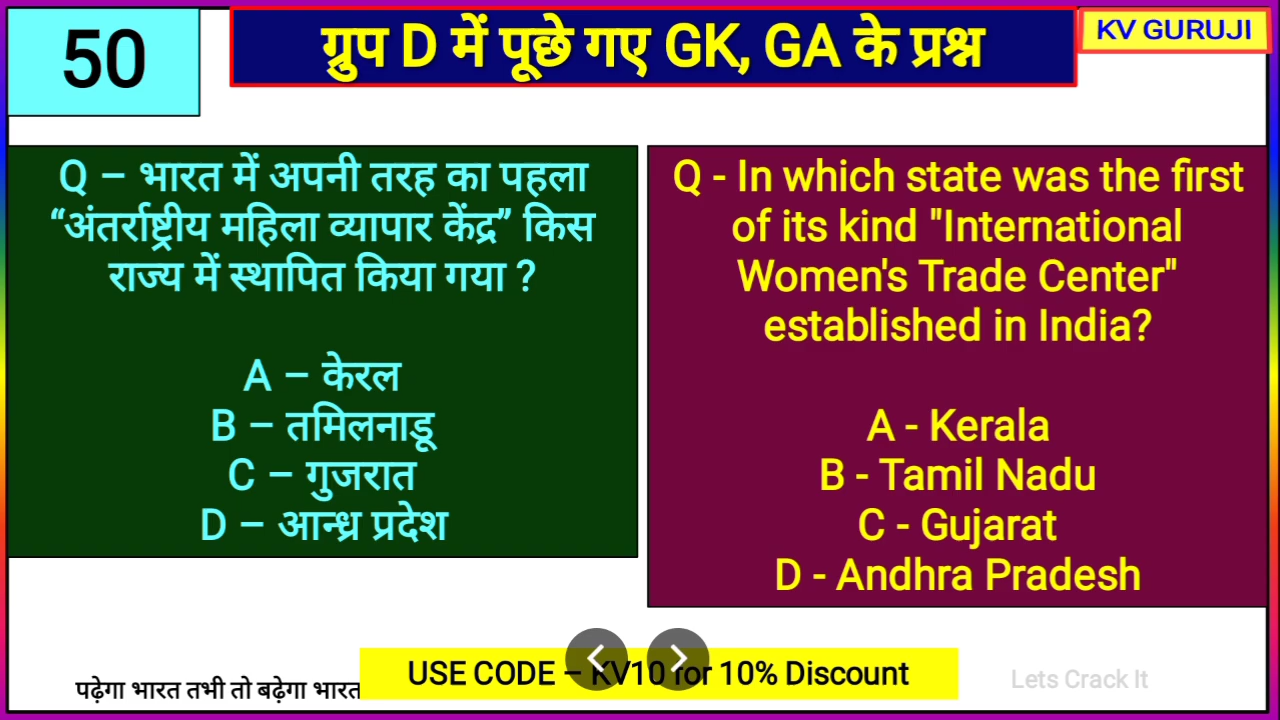 50
ग्रुप D में पूछे गए GK, GA के प्रश्न
KV GURUJI
Q – भारत में अपनी तरह का पहला
“अंतर्राष्ट्रीय महिला व्यापार केंद्र” किस
राज्य में स्थापित किया गया ?
A – केरल
B – तमिलनाडू
C – गुजरात
D – आन्ध्र प्रदेश
Q - In which state was the first
of its kind "International
Women's Trade Center"
established in India?
A - Kerala
B - Tamil Nadu
C - Gujarat
D - Andhra Pradesh
USE CODE – KV10 for 10% Discount
पढ़ेगा भारत तभी तो बढ़ेगा भारत
Lets Crack It